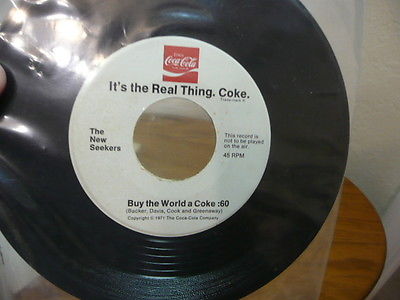 Enjoy
Coca-Cola
It's the Real Thing. Coke.
Trademark ®
The
New
Seekers
This record is
not to be played
on the air.
45 RPM
Buy the World a Coke :60
(Backer, Davis, Cook and Greenaway)
Copyright © 1971 The Coca-Cola Company